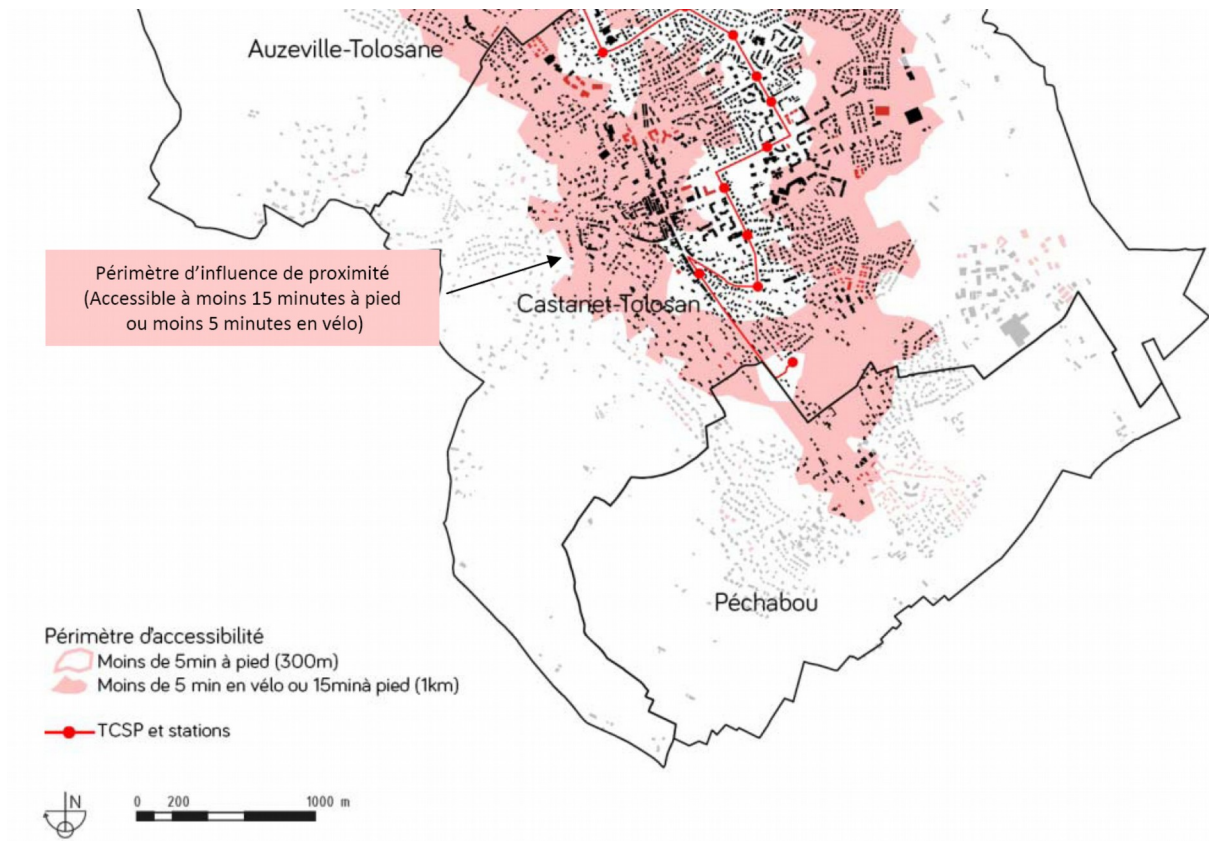 Auzeville-Tolosane
Périmètre d'influence de proximité
(Accessible à moins 15 minutes à pied
ou moins 5 minutes en vélo)
Castanet-Tolosan
Péchabou
Périmètre d'accessibilité
Moins de 5min à pied (300m)
Moins de 5 min en vélo ou 15minà pied (1km)
TCSP et stations
N
0 200 1000 m